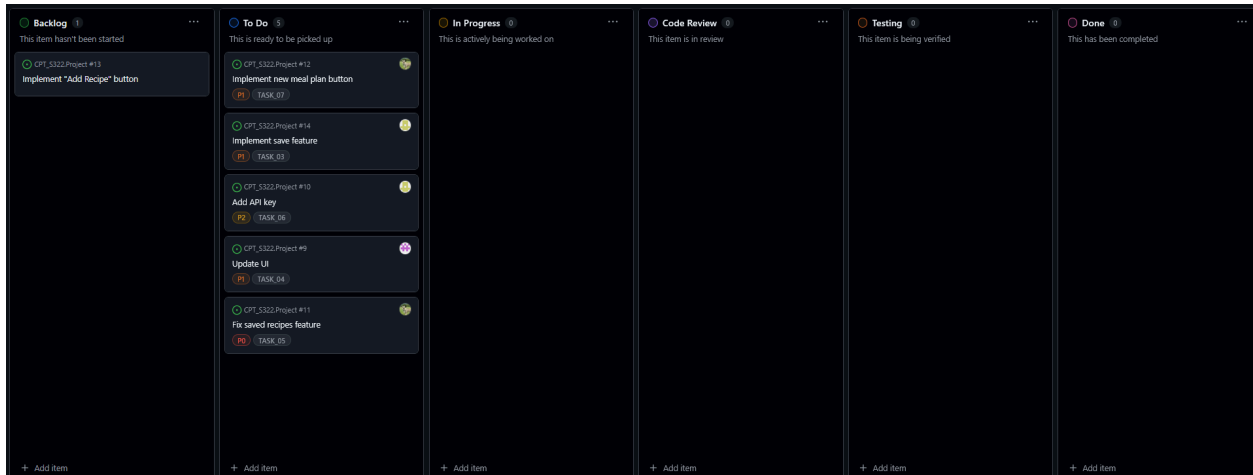 Backlog 1 ...
This item hasn't been started
CPT_S322.Project #13
Implement "Add Recipe" button
+ Add item
To Do 5 ...
This is ready to be picked up
CPT_S322.Project #12
Implement new meal plan button
P1 TASK_07
CPT_S322.Project #14
Implement save feature
P1 TASK_03
CPT_S322.Project #10
Add API key
P2 TASK_06
CPT_S322.Project #9
Update UI
P1 TASK_04
CPT_S322.Project #11
Fix saved recipes feature
P0 TASK_05
+ Add item
In Progress 0 ...
This is actively being worked on
+ Add item
Code Review 0 ...
This item is in review
+ Add item
Testing 0 ...
This item is being verified
+ Add item
Done 0 ...
This has been completed
+ Add item